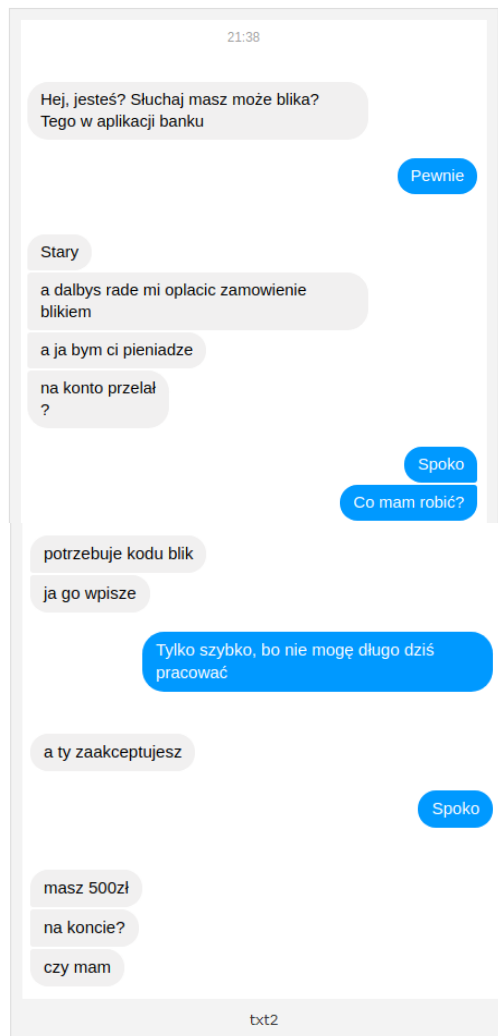 21:38
Hej, jesteś? Słuchaj masz może blika?
Tego w aplikacji banku
Pewnie
Stary
a dalbys rade mi oplacic zamowienie
blikiem
a ja bym ci pieniadze
na konto przelał
?
Spoko
Co mam robić?
potrzebuje kodu blik
ja go wpisze
Tylko szybko, bo nie mogę długo dziś
pracować
a ty zaakceptujesz
Spoko
masz 500zł
na koncie?
czy mam
txt2